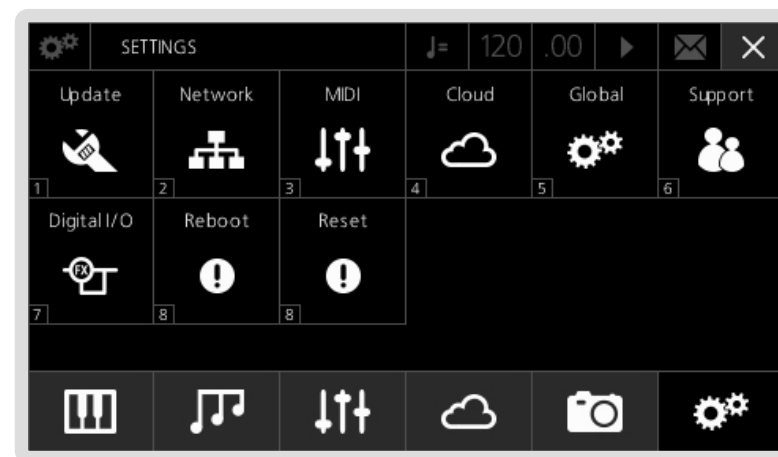 SETTINGS = 120 .00
Update Network MIDI Cloud Global Support
1 2 3 4 5 6
Digital I/O Reboot Reset
FX
7 8 8